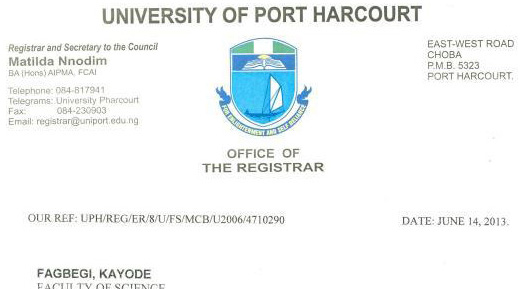 UNIVERSITY OF PORT HARCOURT
Registrar and Secretary to the Council
Matilda Nnodim
BA (Hons) AIPMA, FCAI
Telephone: 084-817941
Telegrams: University Pharcourt
Fax: 084-230903
Email: registrar@uniport.edu.ng
EAST-WEST ROAD
CHOBA
P.M.B. 5323
PORT HARCOURT.
FOR ENLIGHTENMENT AND SELF RELIANCE
OFFICE OF
THE REGISTRAR
OUR REF: UPH/REG/ER/8/U/FS/MCB/U2006/4710290
DATE: JUNE 14, 2013.
FAGBEGI, KAYODE
FACULTY OF SCIENCE